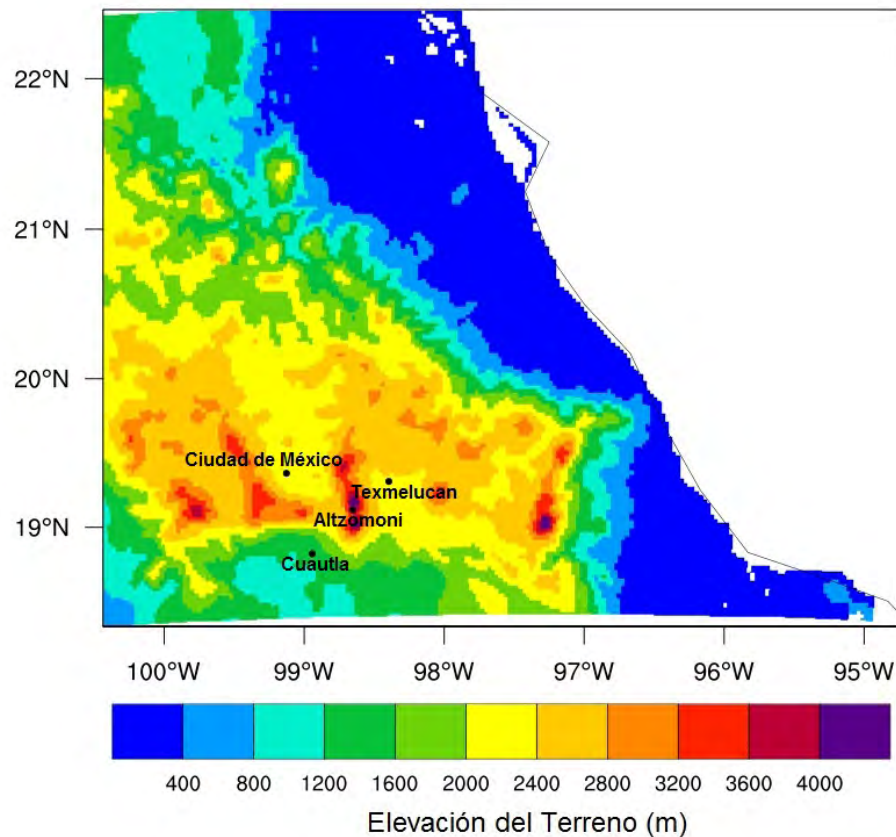 22°N
21°N
20°N
Ciudad de México
Texmelucan
19°N
Altzomoni
Cuautla
100°W 99°W 98°W 97°W 96°W 95°W
400 800 1200 1600 2000 2400 2800 3200 3600 4000
Elevación del Terreno (m)